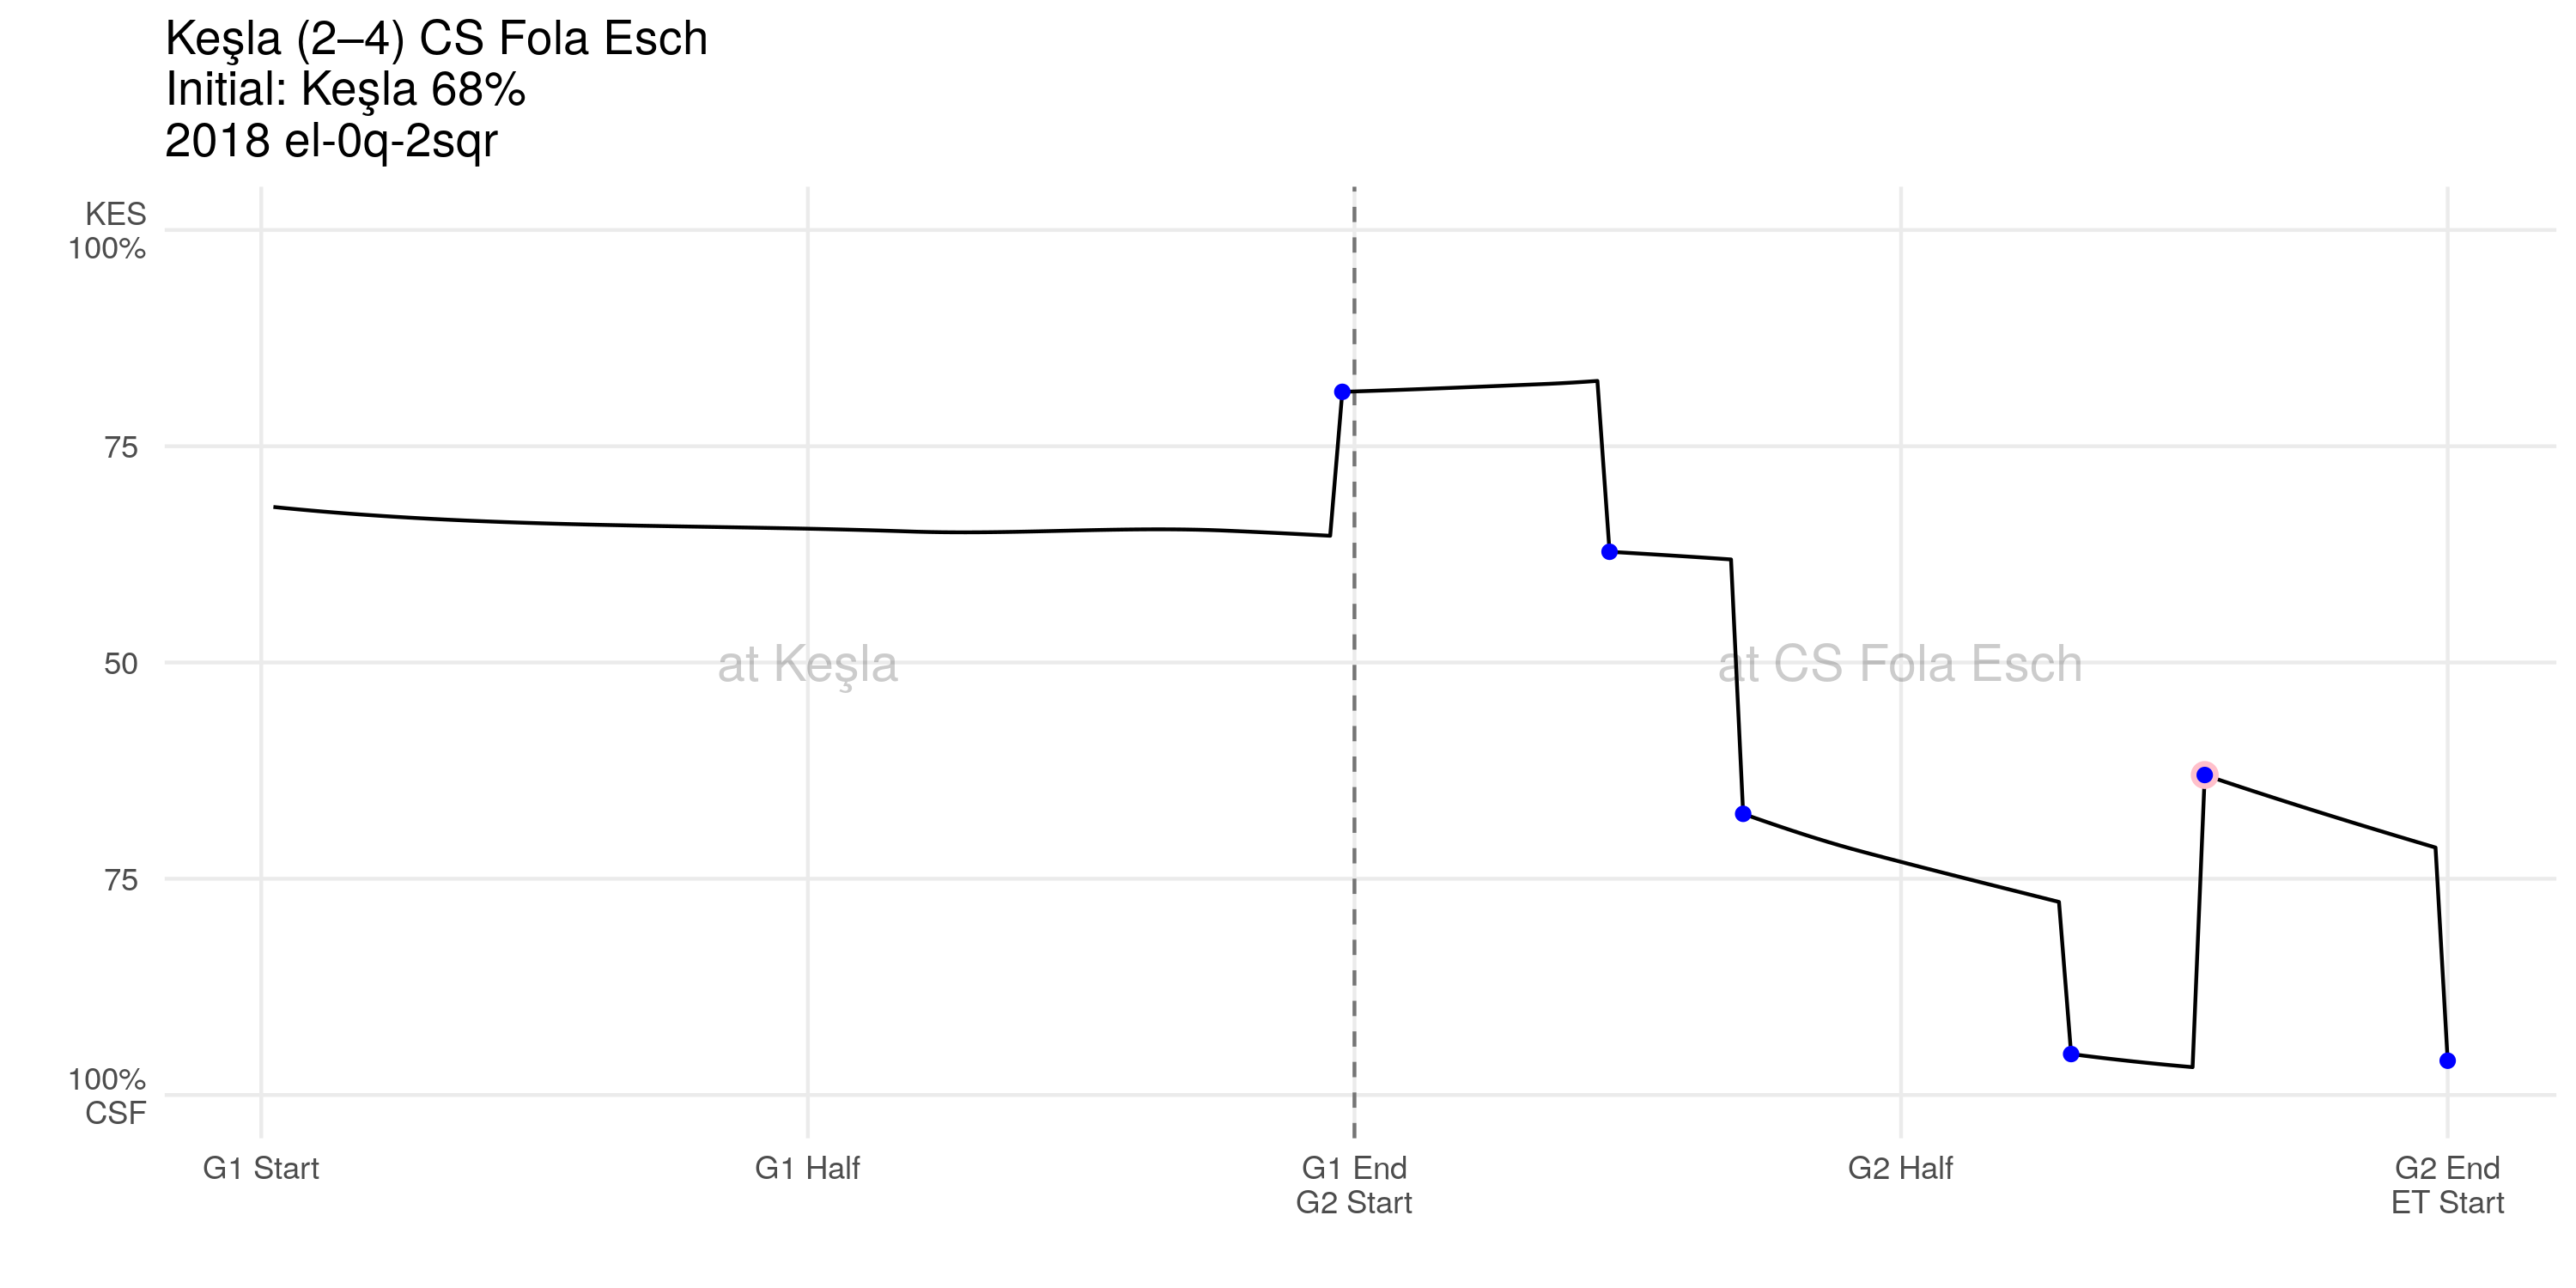 Keşla (2–4) CS Fola Esch
Initial: Keşla 68%
2018 el-0q-2sqr
KES
100%
75
50
75
100%
CSF
at Keşla
at CS Fola Esch
G1 Start
G1 Half
G1 End
G2 Start
G2 Half
G2 End
ET Start